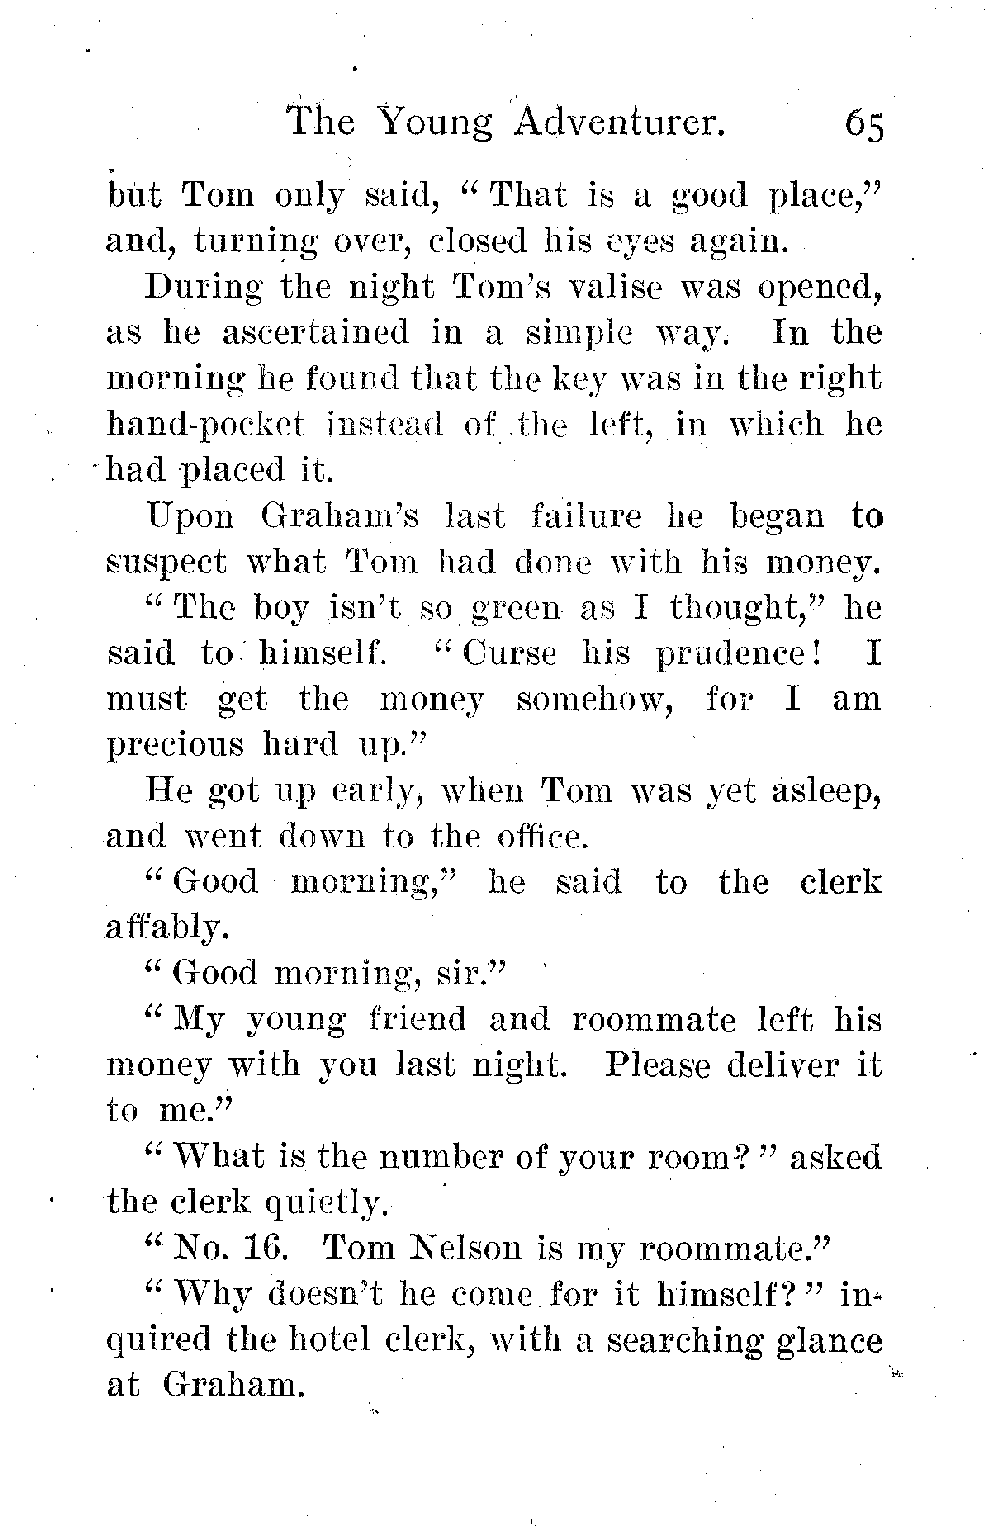 The Young Adventurer. 65
but Tom only said, “That is a good place,”
and, turning over, closed his eyes again.
During the night Tom’s valise was opened,
as he ascertained in a simple way. In the
morning he found that the key was in the right
hand-pocket instead of the left, in which he
had placed it.
Upon Graham’s last failure he began to
suspect what Tom had done with his money.
“The boy isn’t so green as I thought,” he
said to himself. “Curse his prudence! I
must get the money somehow, for I am
precious hard up.”
He got up early, when Tom was yet asleep,
and went down to the office.
“Good morning,” he said to the clerk
affably.
“Good morning, sir.”
“My young friend and roommate left his
money with you last night. Please deliver it
to me.”
“What is the number of your room?” asked
the clerk quietly.
“No. 16. Tom Nelson is my roommate.”
“Why doesn’t he come for it himself?” in-
quired the hotel clerk, with a searching glance
at Graham.